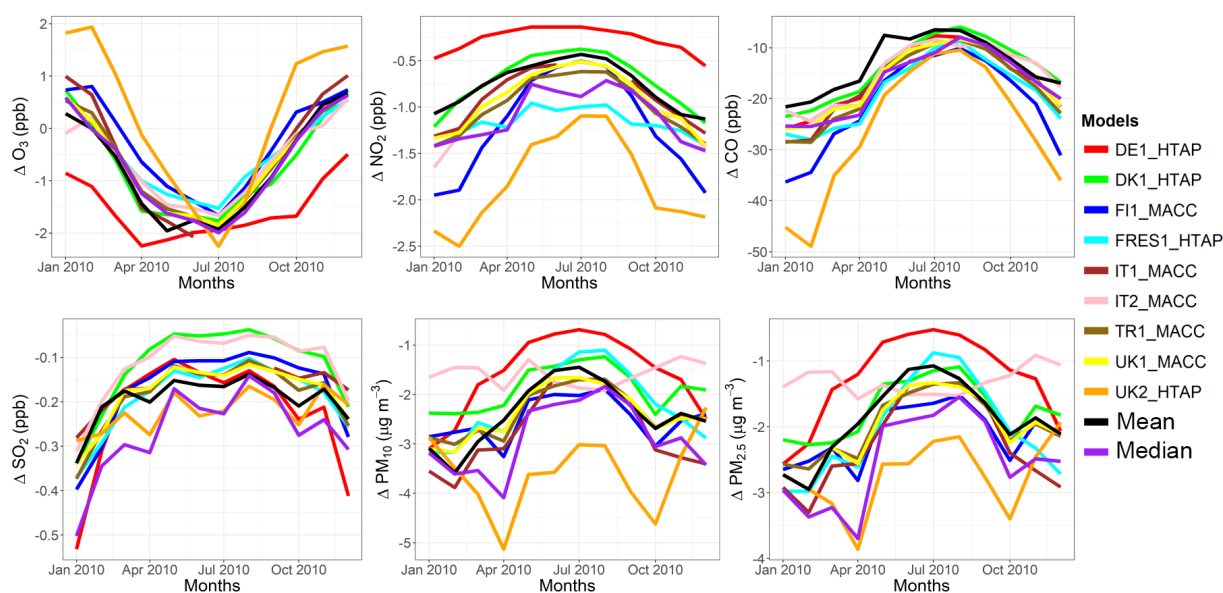 Δ O₃ (ppb)
2
1
0
-1
-2
Jan 2010 Apr 2010 Jul 2010 Oct 2010
Months
Δ NO₂ (ppb)
-0.5
-1.0
-1.5
-2.0
-2.5
Jan 2010 Apr 2010 Jul 2010 Oct 2010
Months
Δ CO (ppb)
-10
-20
-30
-40
-50
Jan 2010 Apr 2010 Jul 2010 Oct 2010
Months
Δ SO₂ (ppb)
-0.1
-0.2
-0.3
-0.4
-0.5
Jan 2010 Apr 2010 Jul 2010 Oct 2010
Months
Δ PM₁₀ (µg m⁻³)
-1
-2
-3
-4
-5
Jan 2010 Apr 2010 Jul 2010 Oct 2010
Months
Δ PM₂.₅ (µg m⁻³)
-1
-2
-3
-4
Jan 2010 Apr 2010 Jul 2010 Oct 2010
Months
Models
DE1_HTAP
DK1_HTAP
FI1_MACC
FRES1_HTAP
IT1_MACC
IT2_MACC
TR1_MACC
UK1_MACC
UK2_HTAP
Mean
Median